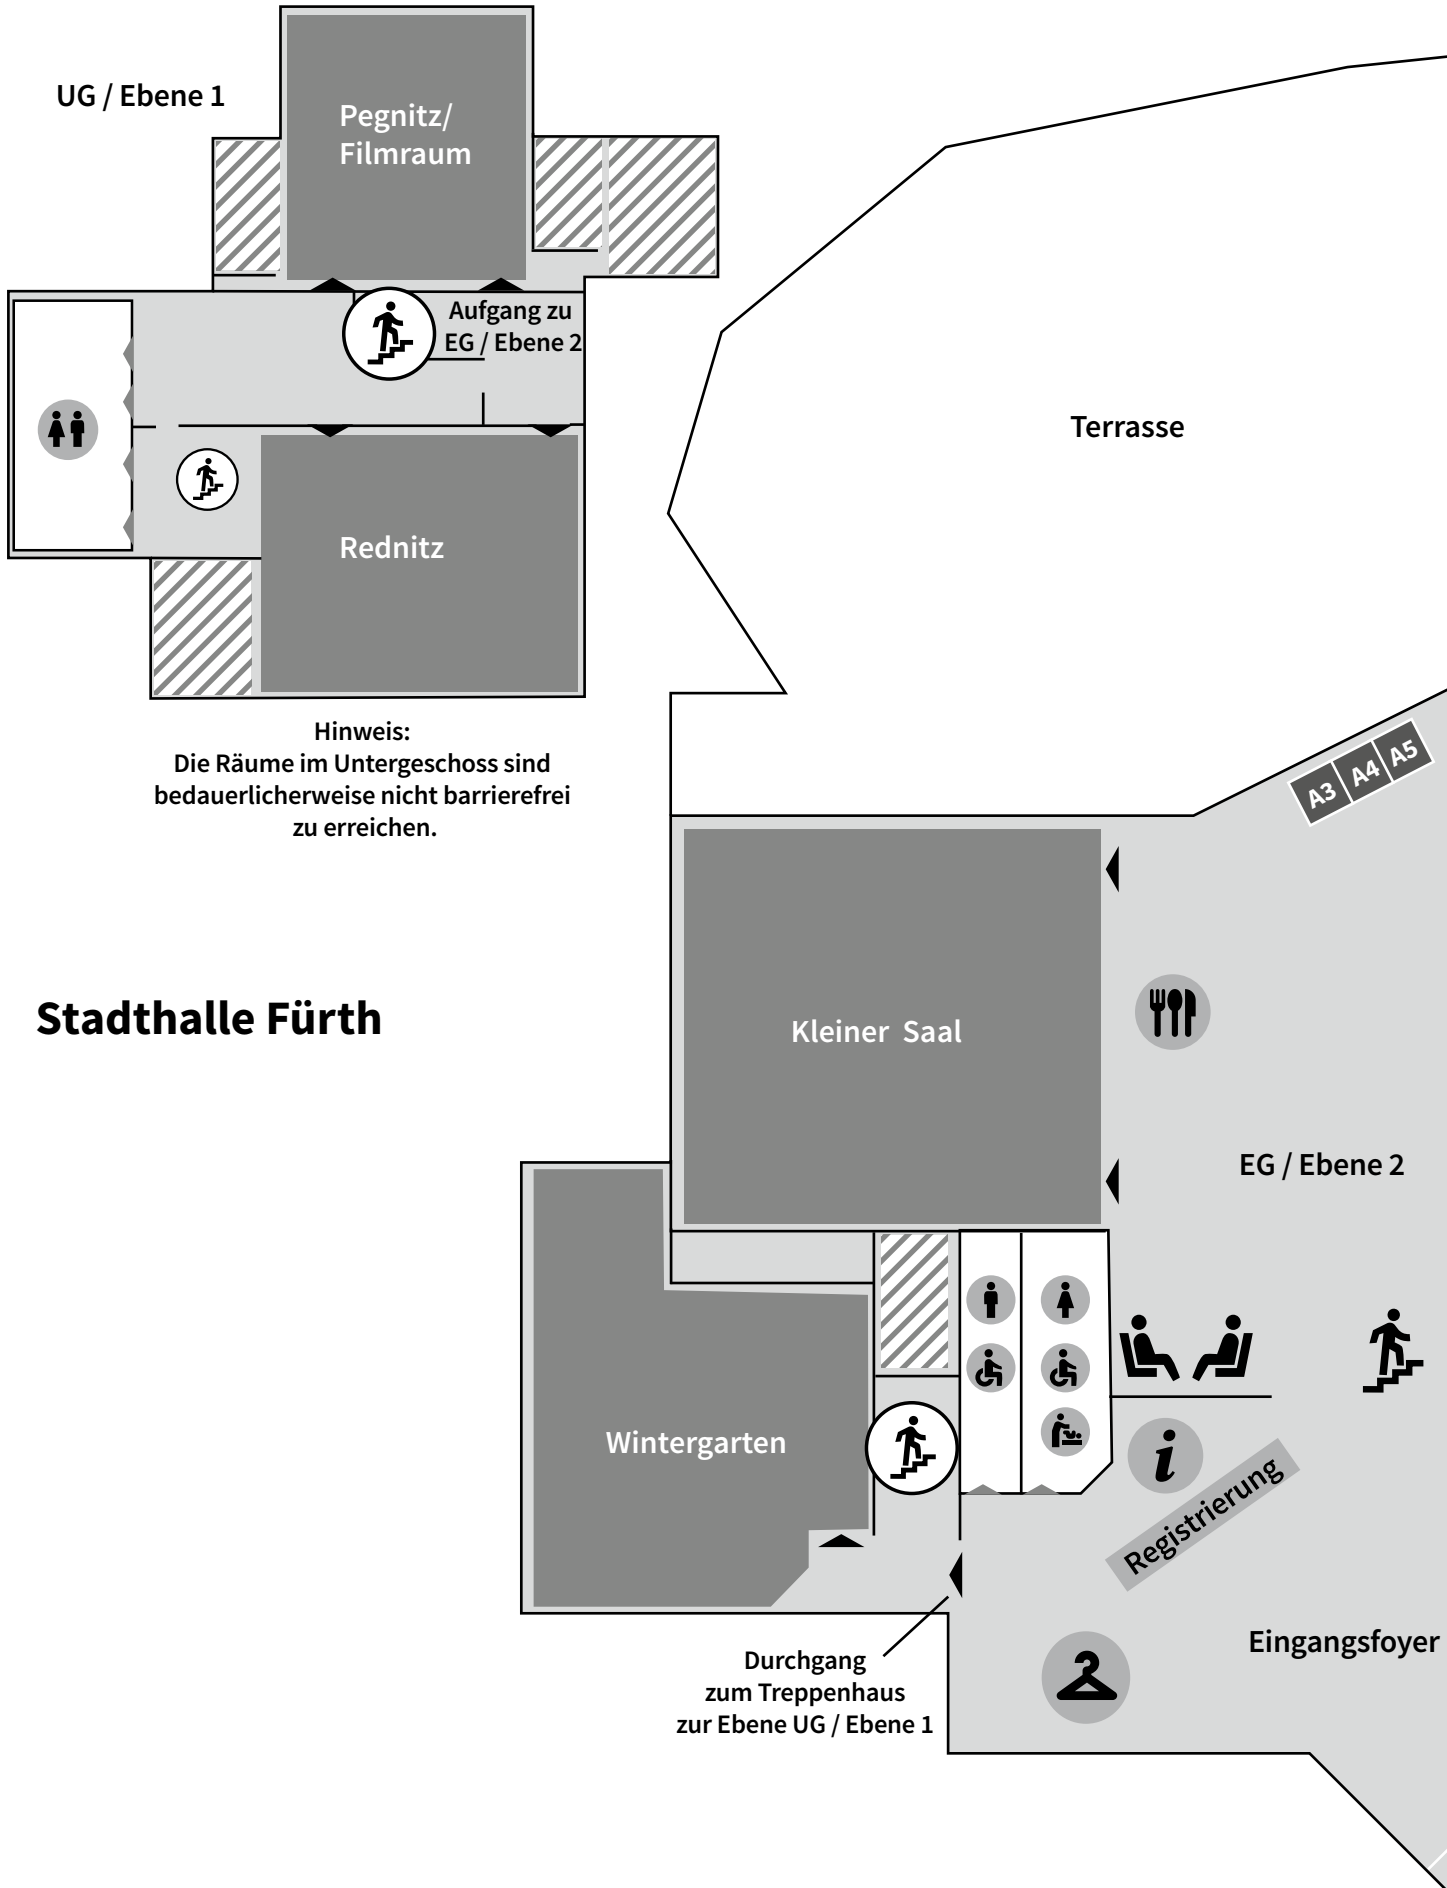 UG / Ebene 1
Pegnitz/
Filmraum
Aufgang zu
EG / Ebene 2
Rednitz
Hinweis:
Die Räume im Untergeschoss sind
bedauerlicherweise nicht barrierefrei
zu erreichen.
Terrasse
A3 A4 A5
Stadthalle Fürth
Kleiner Saal
EG / Ebene 2
Wintergarten
i
Registrierung
Eingangsfoyer
Durchgang
zum Treppenhaus
zur Ebene UG / Ebene 1